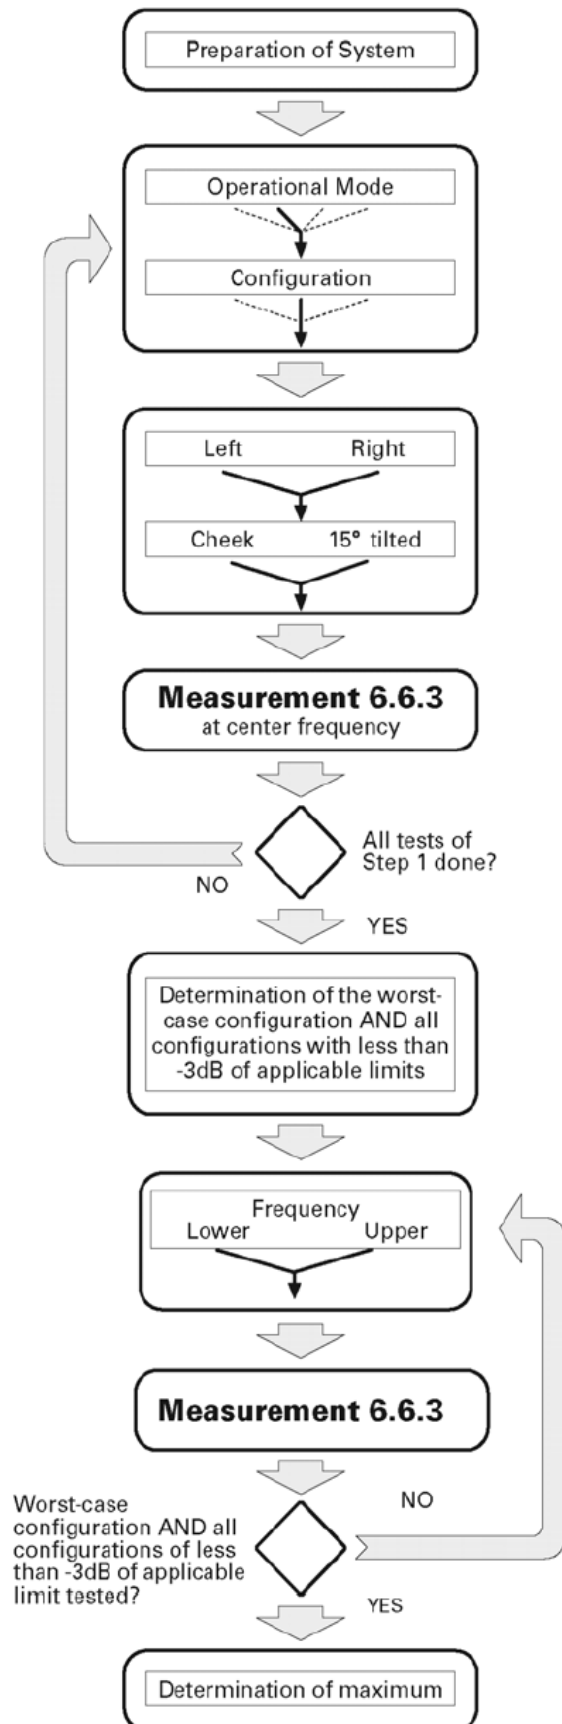 Preparation of System
Operational Mode
Configuration
Left Right
Cheek 15° tilted
Measurement 6.6.3
at center frequency
All tests of
Step 1 done?
NO
YES
Determination of the worst-
case configuration AND all
configurations with less than
-3dB of applicable limits
Frequency
Lower Upper
Measurement 6.6.3
NO
Worst-case
configuration AND all
configurations of less
than -3dB of applicable
limit tested?
YES
Determination of maximum